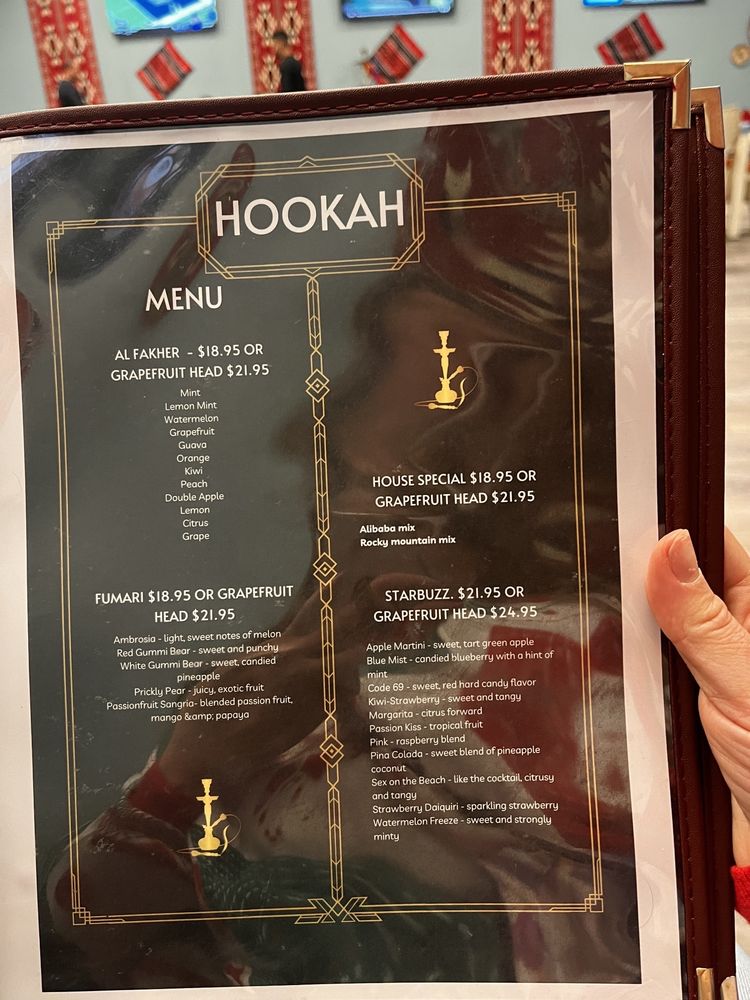 HOOKAH
MENU
AL FAKHER - $18.95 OR
GRAPEFRUIT HEAD $21.95
Mint
Lemon Mint
Watermelon
Grapefruit
Guava
Orange
Kiwi
Peach
Double Apple
Lemon
Citrus
Grape
FUMARI $18.95 OR GRAPEFRUIT
HEAD $21.95
Ambrosia - light, sweet notes of melon
Red Gummi Bear - sweet and punchy
White Gummi Bear - sweet, candied
pineapple
Prickly Pear - juicy, exotic fruit
Passionfruit Sangria- blended passion fruit,
mango &amp; papaya
HOUSE SPECIAL $18.95 OR
GRAPEFRUIT HEAD $21.95
Alibaba mix
Rocky mountain mix
STARBUZZ. $21.95 OR
GRAPEFRUIT HEAD $24.95
Apple Martini - sweet, tart green apple
Blue Mist - candied blueberry with a hint of
mint
Code 69 - sweet, red hard candy flavor
Kiwi-Strawberry - sweet and tangy
Margarita - citrus forward
Passion Kiss - tropical fruit
Pink - raspberry blend
Pina Colada - sweet blend of pineapple
coconut
Sex on the Beach - like the cocktail, citrusy
and tangy
Strawberry Daiquiri - sparkling strawberry
Watermelon Freeze - sweet and strongly
minty